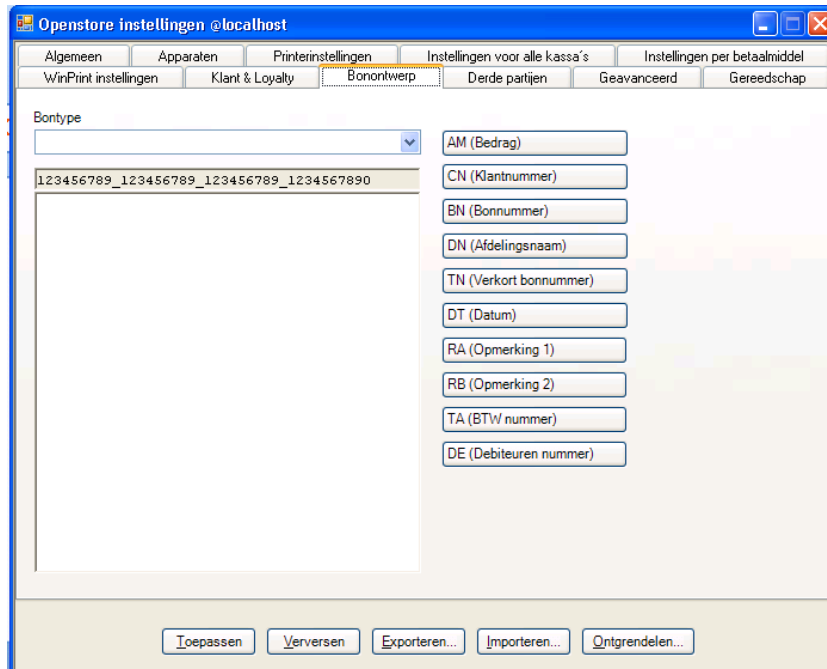 Openstore instellingen @localhost
Algemeen Apparaten Printerinstellingen Instellingen voor alle kassa´s Instellingen per betaalmiddel
WinPrint instellingen Klant & Loyalty Bonontwerp Derde partijen Geavanceerd Gereedschap
Bontype
AM (Bedrag)
123456789_123456789_123456789_1234567890
CN (Klantnummer)
BN (Bonnummer)
DN (Afdelingsnaam)
TN (Verkort bonnummer)
DT (Datum)
RA (Opmerking 1)
RB (Opmerking 2)
TA (BTW nummer)
DE (Debiteuren nummer)
Toepassen Verversen Exporteren... Importeren... Ontgrendelen...